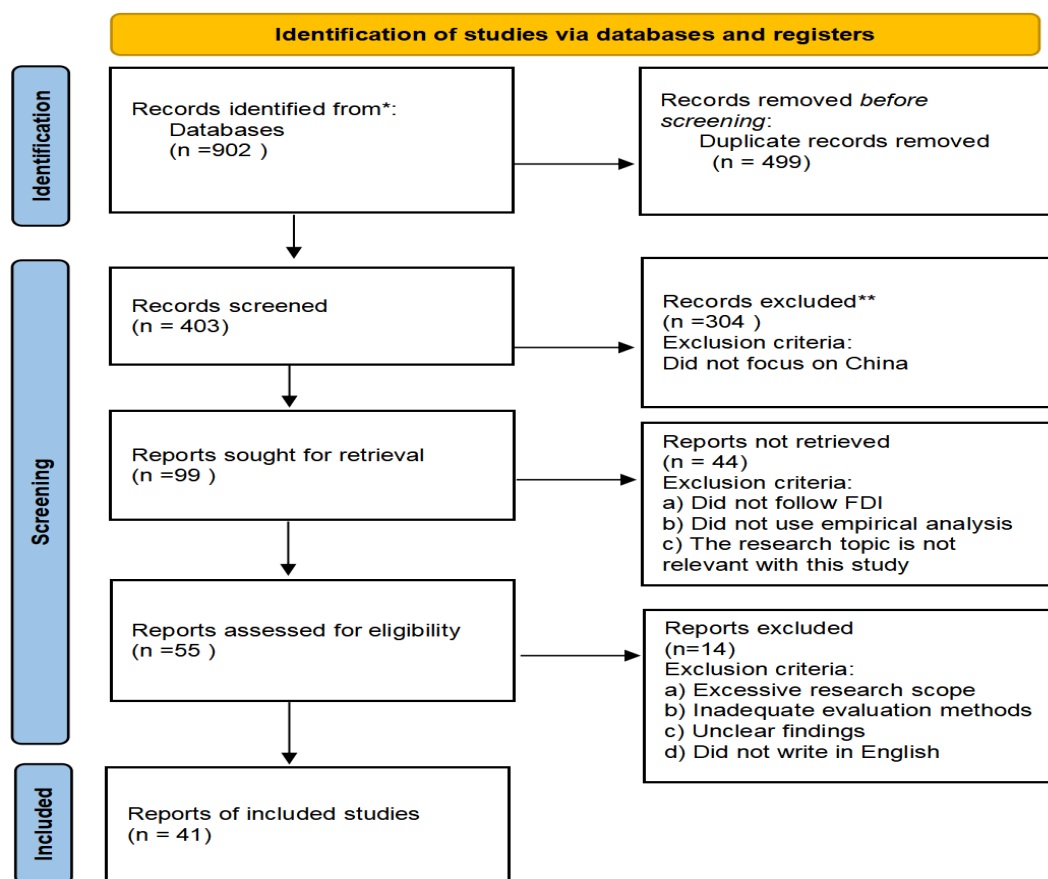 Identification of studies via databases and registers
Identification
Records identified from*:
Databases
(n =902 )
Records removed before
screening:
Duplicate records removed
(n = 499)
Screening
Records screened
(n = 403)
Records excluded**
(n =304 )
Exclusion criteria:
Did not focus on China
Reports sought for retrieval
(n =99 )
Reports not retrieved
(n = 44)
Exclusion criteria:
a) Did not follow FDI
b) Did not use empirical analysis
c) The research topic is not
relevant with this study
Reports assessed for eligibility
(n =55 )
Reports excluded
(n=14)
Exclusion criteria:
a) Excessive research scope
b) Inadequate evaluation methods
c) Unclear findings
d) Did not write in English
Included
Reports of included studies
(n = 41)